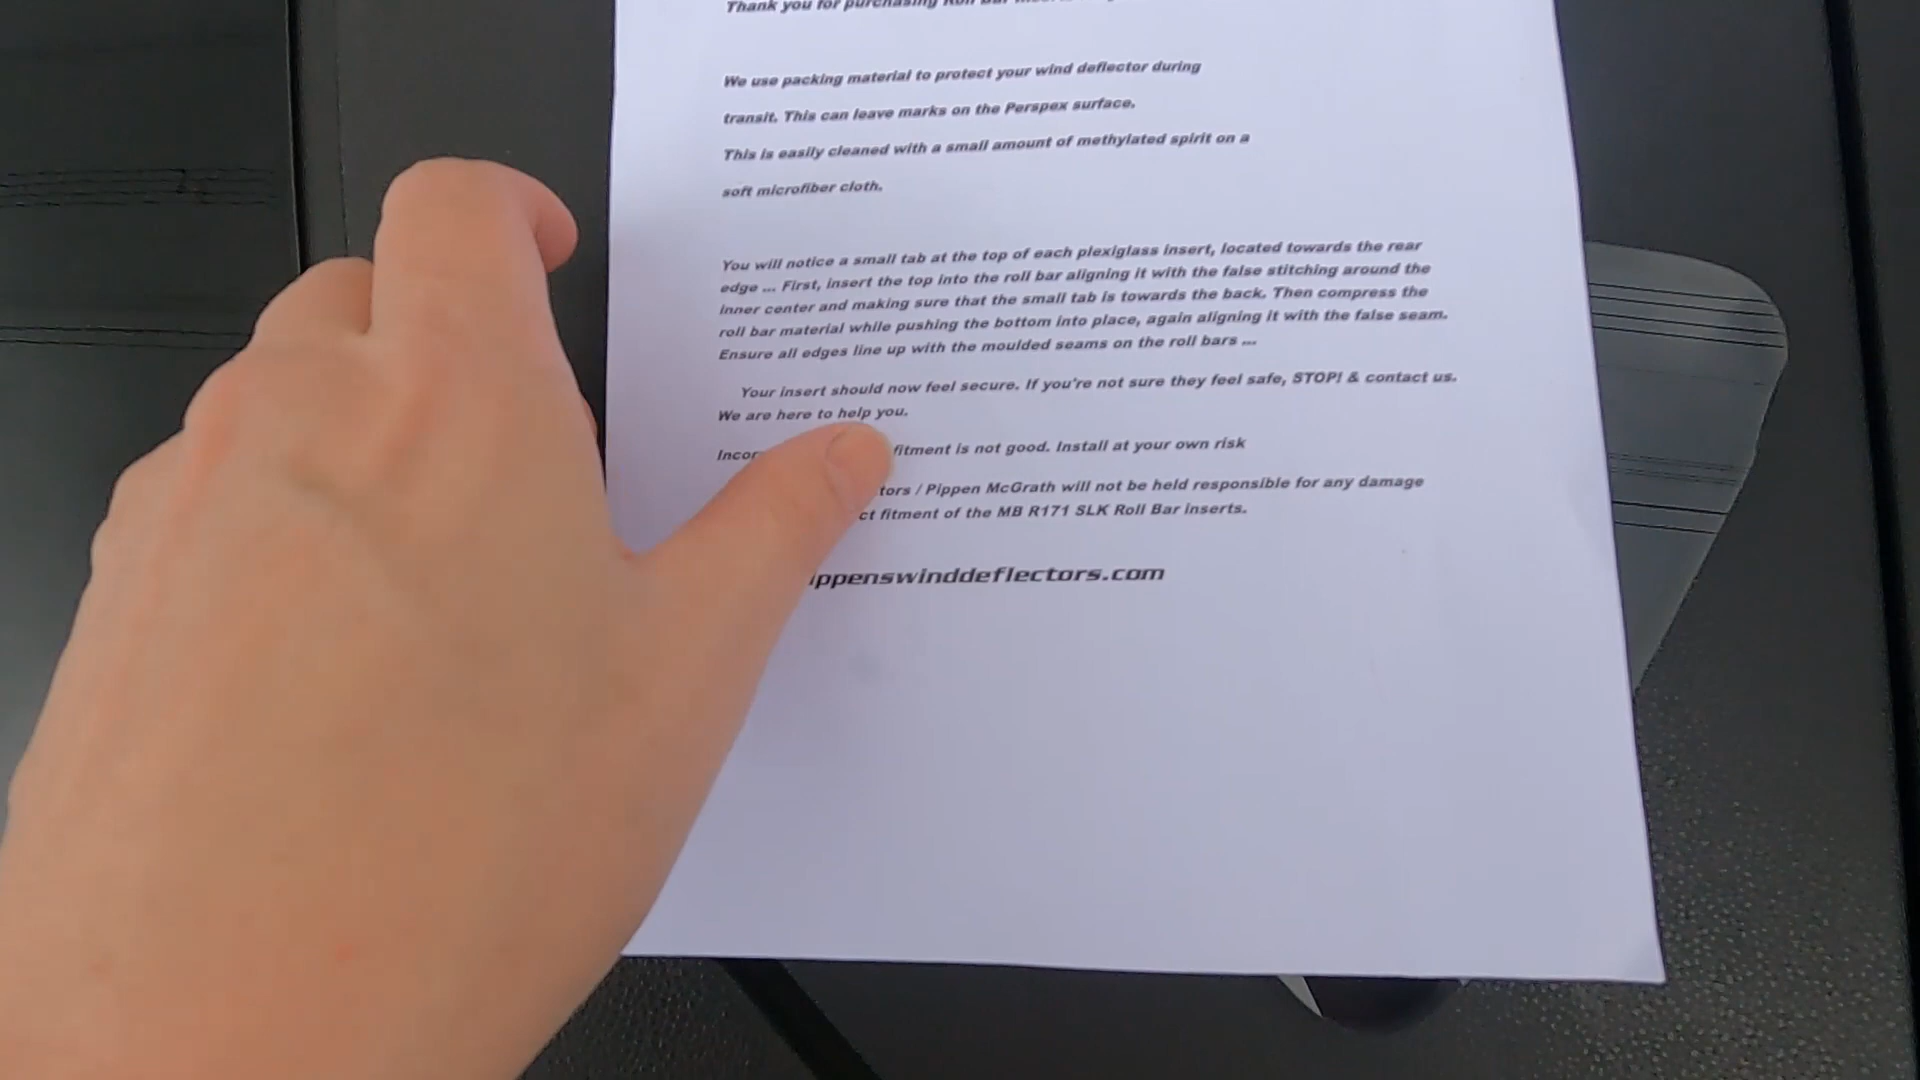 Thank you for purchasing Roll Bar
We use packing material to protect your wind deflector during
transit. This can leave marks on the Perspex surface.
This is easily cleaned with a small amount of methylated spirit on a
soft microfiber cloth.
You will notice a small tab at the top of each plexiglass insert, located towards the rear
edge ... First, insert the top into the roll bar aligning it with the false stitching around the
inner center and making sure that the small tab is towards the back. Then compress the
roll bar material while pushing the bottom into place, again aligning it with the false seam.
Ensure all edges line up with the moulded seams on the roll bars ...
Your insert should now feel secure. If you're not sure they feel safe, STOP! & contact us.
We are here to help you.
fitment is not good. Install at your own risk
/ Pippen McGrath will not be held responsible for any damage
fitment of the MB R171 SLK Roll Bar inserts.
ippenswinddeflectors.com